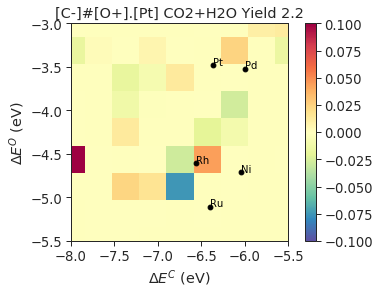 [C-]#[O+].[Pt] CO2+H2O Yield 2.2
ΔE^O (eV)
−3.0
−3.5
−4.0
−4.5
−5.0
−5.5
Pt
Pd
Rh
Ni
Ru
−8.0 −7.5 −7.0 −6.5 −6.0 −5.5
ΔE^C (eV)
0.100
0.075
0.050
0.025
0.000
−0.025
−0.050
−0.075
−0.100